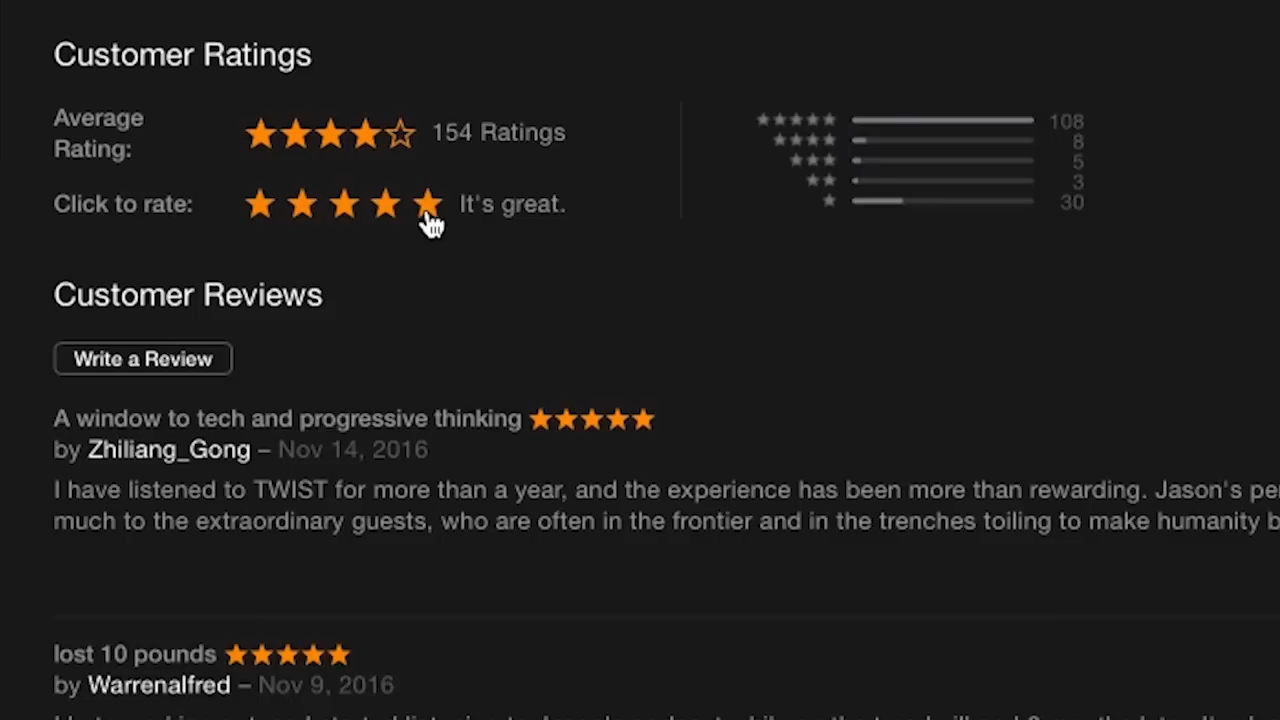 Customer Ratings
Average
Rating:
154 Ratings
108
8
5
3
30
Click to rate:
It's great.
Customer Reviews
Write a Review
A window to tech and progressive thinking
by Zhiliang_Gong – Nov 14, 2016
I have listened to TWIST for more than a year, and the experience has been more than rewarding. Jason's
much to the extraordinary guests, who are often in the frontier and in the trenches toiling to make humanity
lost 10 pounds
by Warrenalfred – Nov 9, 2016